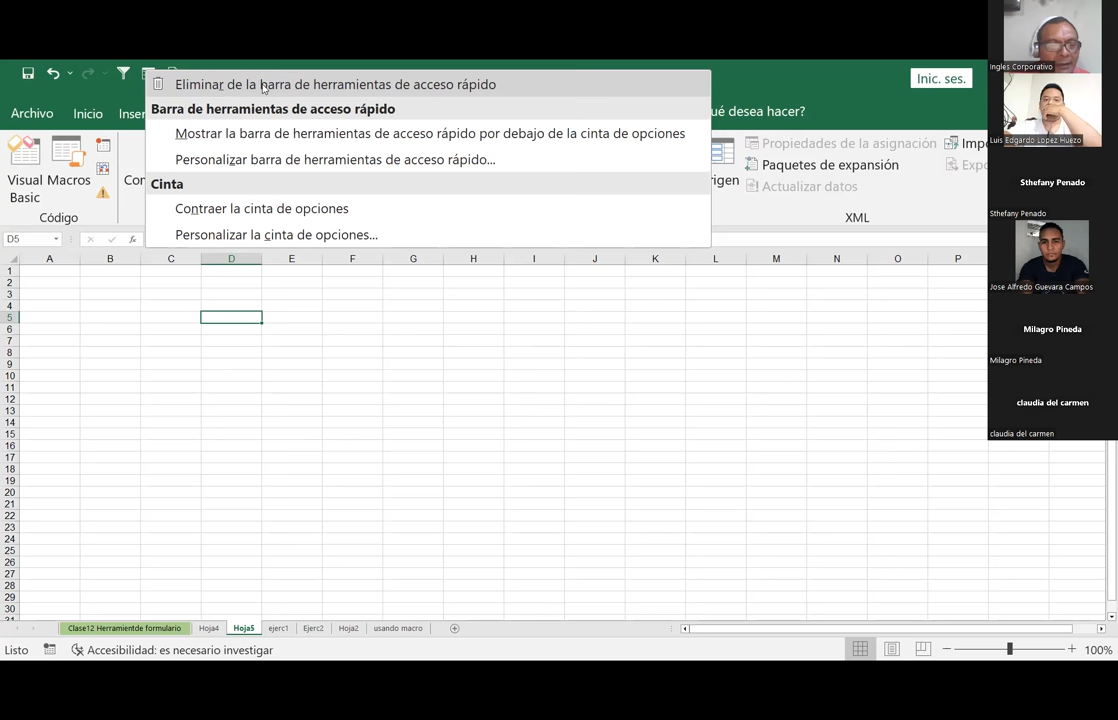 Eliminar de la barra de herramientas de acceso rápido
Inic. ses.
Archivo
Inicio
Inser
Barra de herramientas de acceso rápido
qué desea hacer?
Mostrar la barra de herramientas de acceso rápido por debajo de la cinta de opciones
Personalizar barra de herramientas de acceso rápido...
Cinta
Contraer la cinta de opciones
Personalizar la cinta de opciones...
Visual Basic
Macros
Código
Propiedades de la asignación
Paquetes de expansión
Actualizar datos
XML
D5
fx
A B C D E F G H I J K L M N O P
1
2
3
4
5
6
7
8
9
10
11
12
13
14
15
16
17
18
19
20
21
22
23
24
25
26
27
28
29
30
31
Clase12 Herramientde formulario
Hoja4
Hoja5
ejerc1
Ejerc2
Hoja2
usando macro
Listo
Accesibilidad: es necesario investigar
100%
Ingles Corporativo
Luis Edgardo Lopez Huezo
Sthefany Penado
Sthefany Penado
Jose Alfredo Guevara Campos
Milagro Pineda
Milagro Pineda
claudia del carmen
claudia del carmen